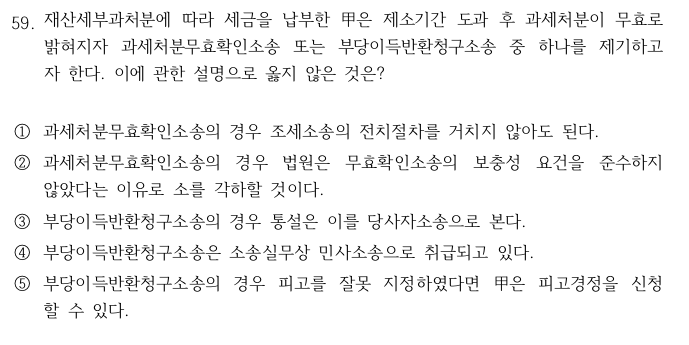 59. 재산세부과처분에 따라 세금을 납부한 甲은 제소기간 도과 후 과세처분이 무효로
밝혀지자 과세처분무효확인소송 또는 부당이득반환청구소송 중 하나를 제기하고
자 한다. 이에 관한 설명으로 옳지 않은 것은?
① 과세처분무효확인소송의 경우 조세소송의 전치절차를 거치지 않아도 된다.
② 과세처분무효확인소송의 경우 법원은 무효확인소송의 보충성 요건을 준수하지
않았다는 이유로 소를 각하할 것이다.
③ 부당이득반환청구소송의 경우 통설은 이를 당사자소송으로 본다.
④ 부당이득반환청구소송은 소송실무상 민사소송으로 취급되고 있다.
⑤ 부당이득반환청구소송의 경우 피고를 잘못 지정하였다면 甲은 피고경정을 신청
할 수 있다.